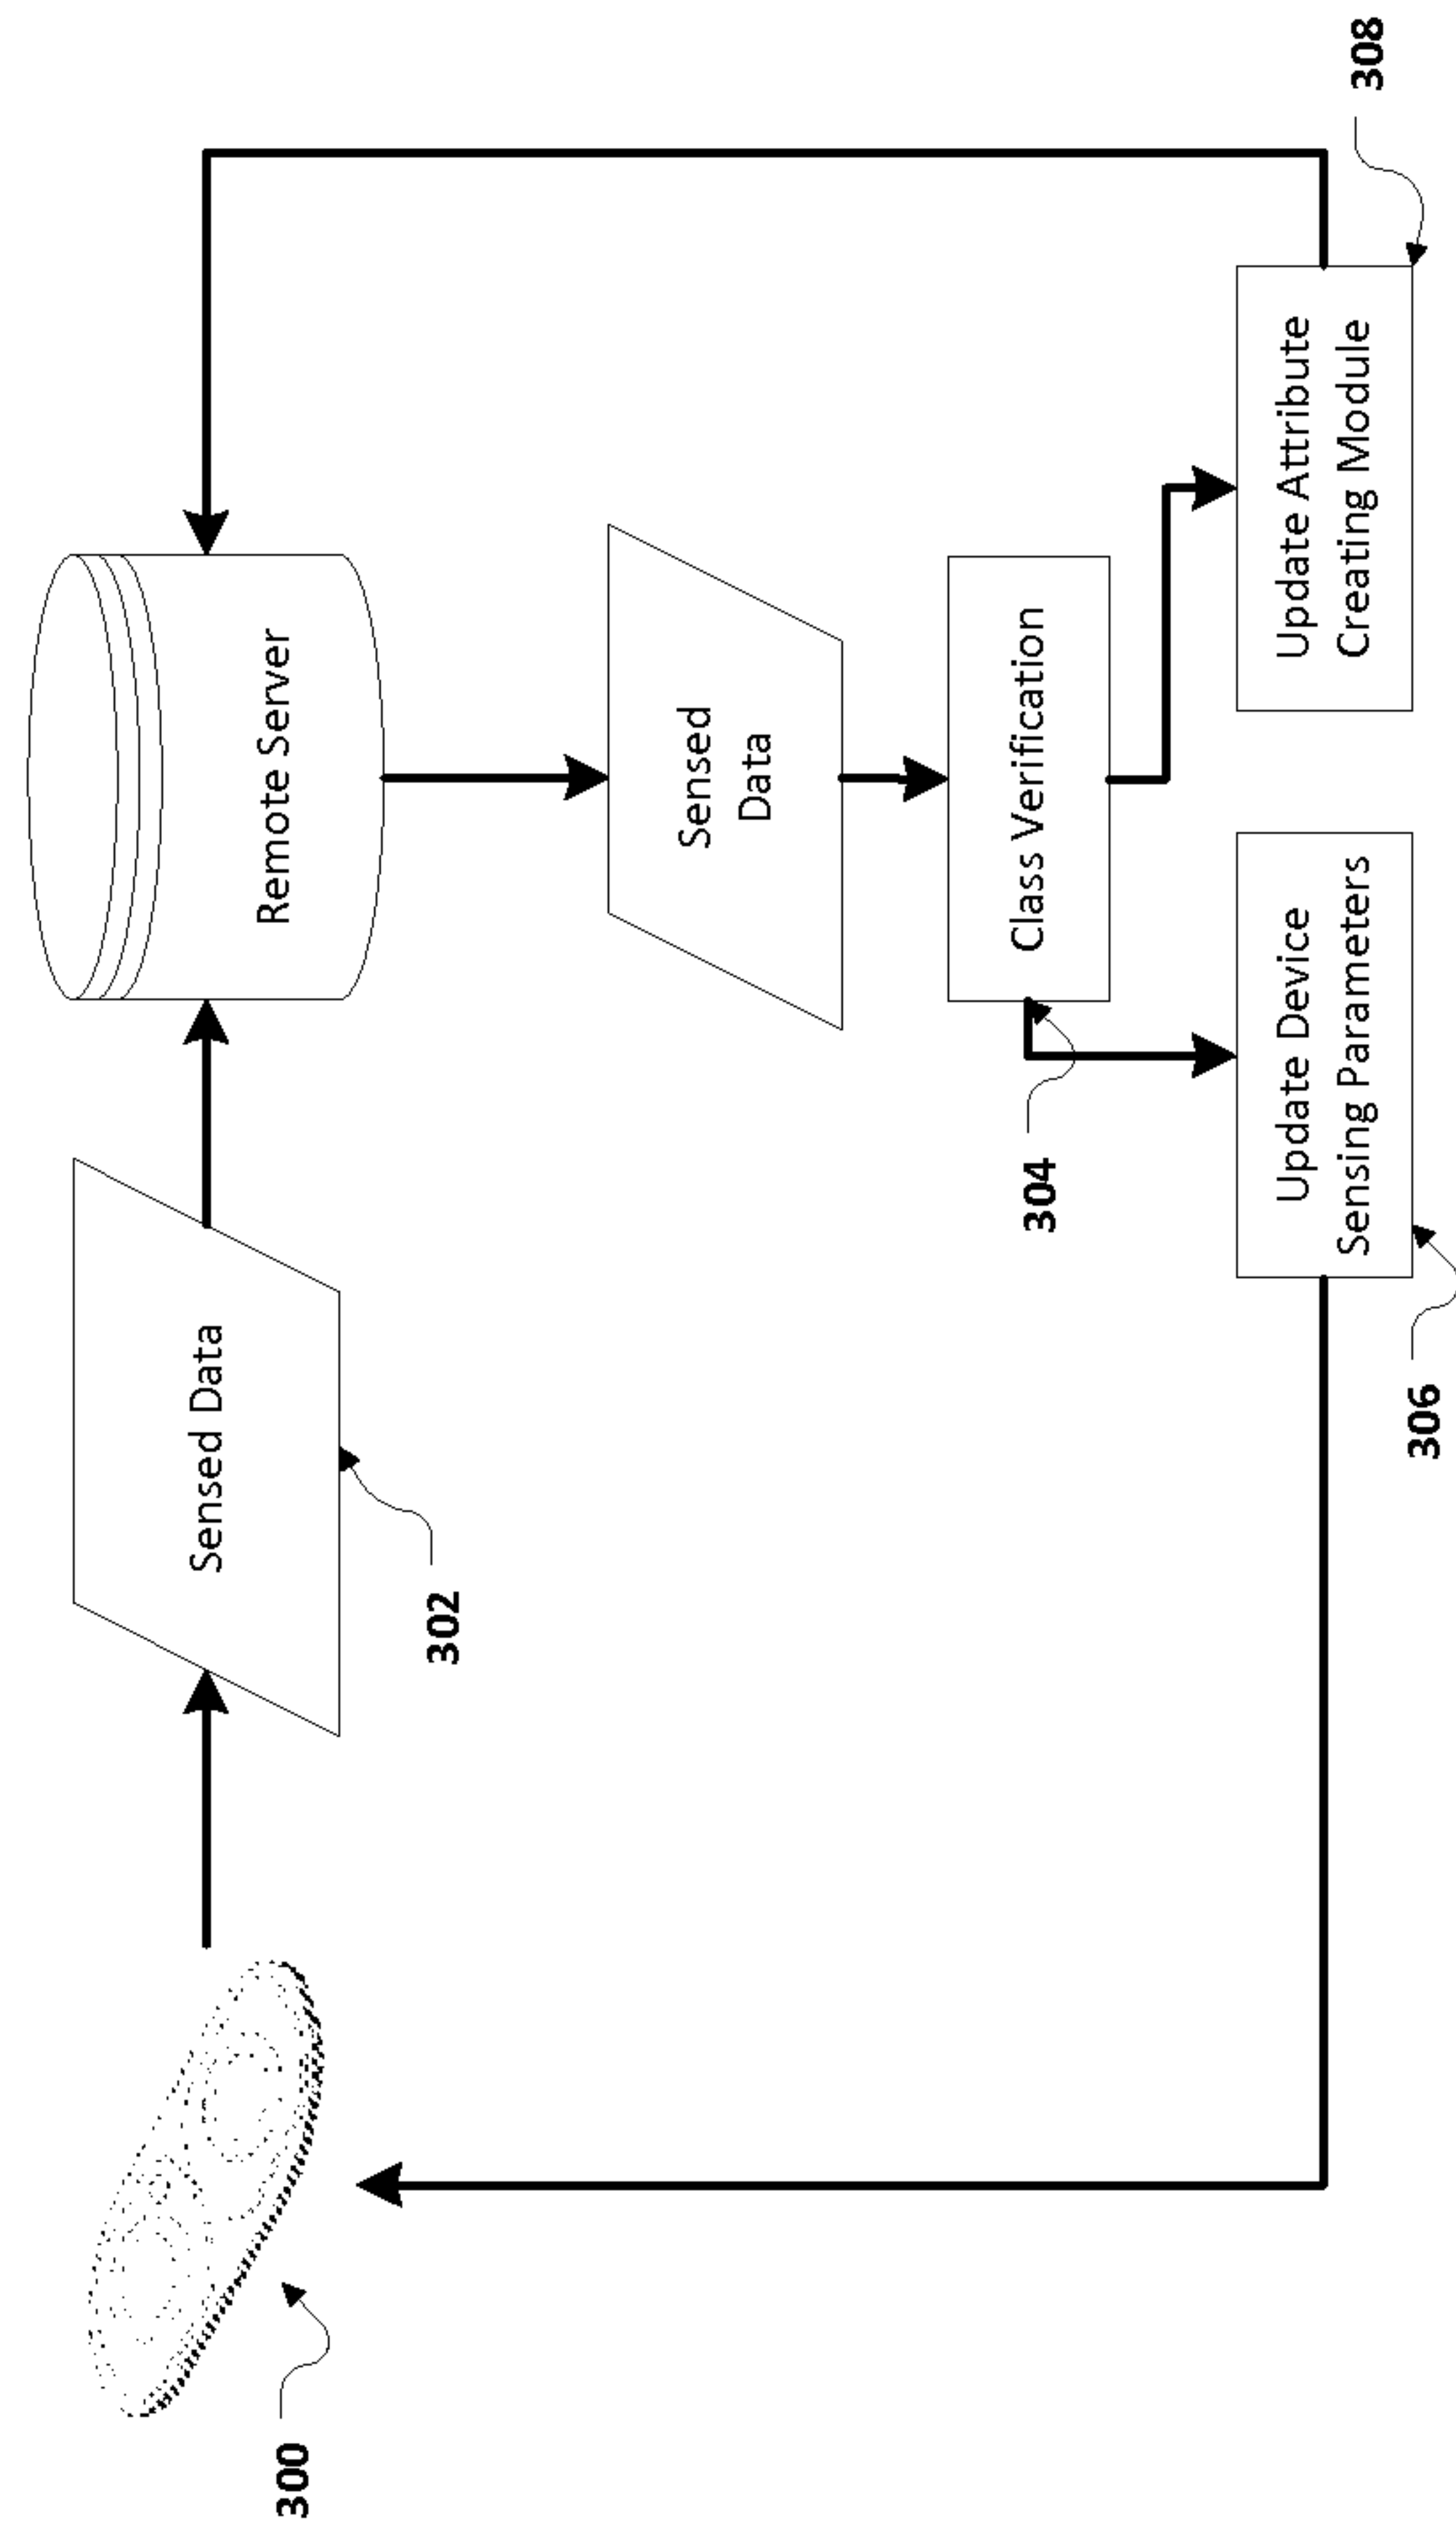 300
302
Sensed Data
Remote Server
Sensed
Data
304
Class Verification
306
Update Device
Sensing Parameters
Update Attribute
Creating Module
308